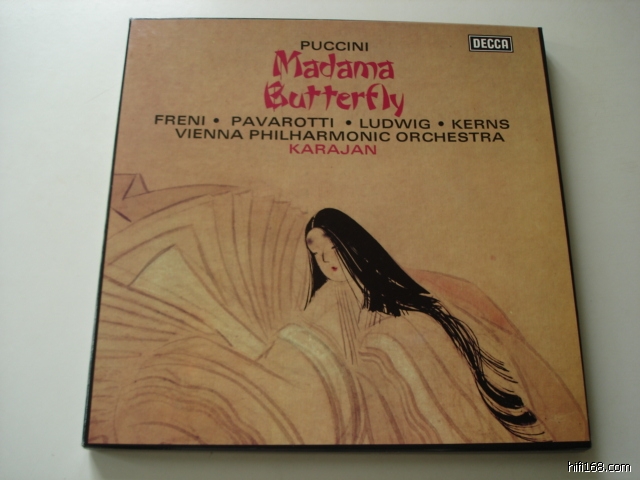 PUCCINI
DECCA
Madama
Butterfly
FRENI • PAVAROTTI • LUDWIG • KERNS
VIENNA PHILHARMONIC ORCHESTRA
KARAJAN
hifi168.com